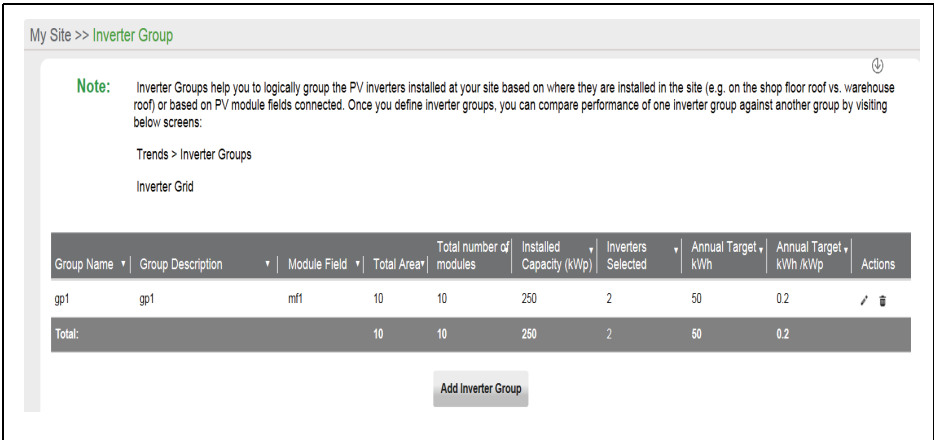 My Site >> Inverter Group
Note: Inverter Groups help you to logically group the PV inverters installed at your site based on where they are installed in the site (e.g. on the shop floor roof vs. warehouse
roof) or based on PV module fields connected. Once you define inverter groups, you can compare performance of one inverter group against another group by visiting
below screens:
Trends > Inverter Groups
Inverter Grid
Group Name Group Description Module Field Total Area Total number of modules Installed Capacity (kWp) Inverters Selected Annual Target kWh Annual Target kWh /kWp Actions
gp1 gp1 mf1 10 10 250 2 50 0.2
Total: 10 10 250 2 50 0.2
Add Inverter Group